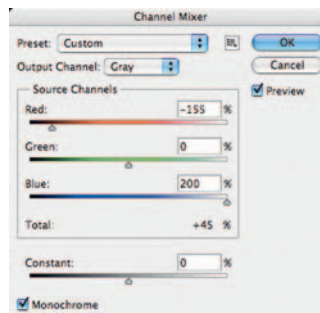 Channel Mixer
Preset: Custom
OK
Output Channel: Gray
Cancel
Source Channels
Preview
Red: -155 %
Green: 0 %
Blue: 200 %
Total: +45 %
Constant: 0 %
Monochrome